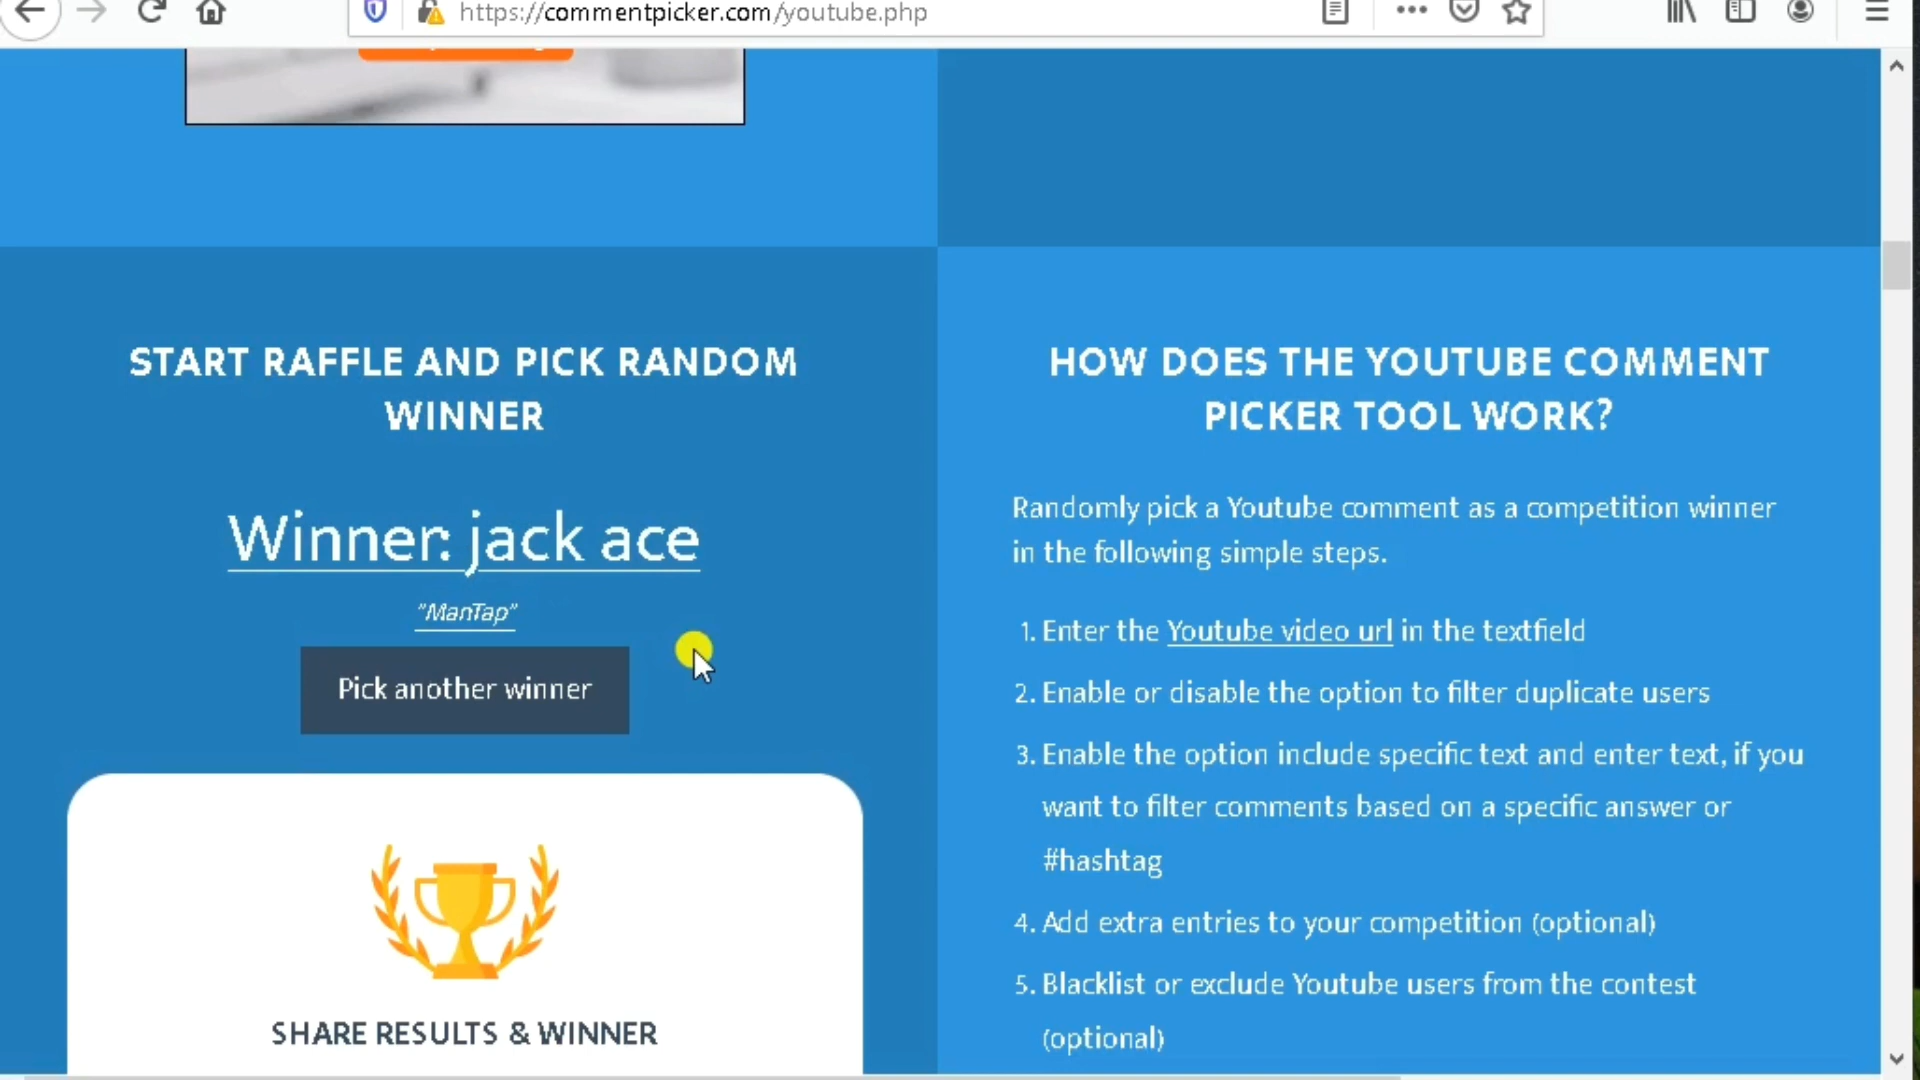 https://commentpicker.com/youtube.php
START RAFFLE AND PICK RANDOM
WINNER
Winner: jack ace
"ManTap"
Pick another winner
SHARE RESULTS & WINNER
HOW DOES THE YOUTUBE COMMENT
PICKER TOOL WORK?
Randomly pick a Youtube comment as a competition winner
in the following simple steps.
1. Enter the Youtube video url in the textfield
2. Enable or disable the option to filter duplicate users
3. Enable the option include specific text and enter text, if you
want to filter comments based on a specific answer or
#hashtag
4. Add extra entries to your competition (optional)
5. Blacklist or exclude Youtube users from the contest
(optional)